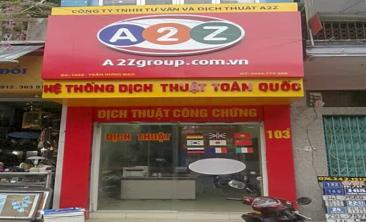 CÔNG TY TNHH TƯ VẤN VÀ DỊCH THUẬT A2Z
A2Z
A2Zgroup.com.vn
HỆ THỐNG DỊCH THUẬT TOÀN QUỐC
DỊCH THUẬT CÔNG CHỨNG
DỊCH THUẬT
103